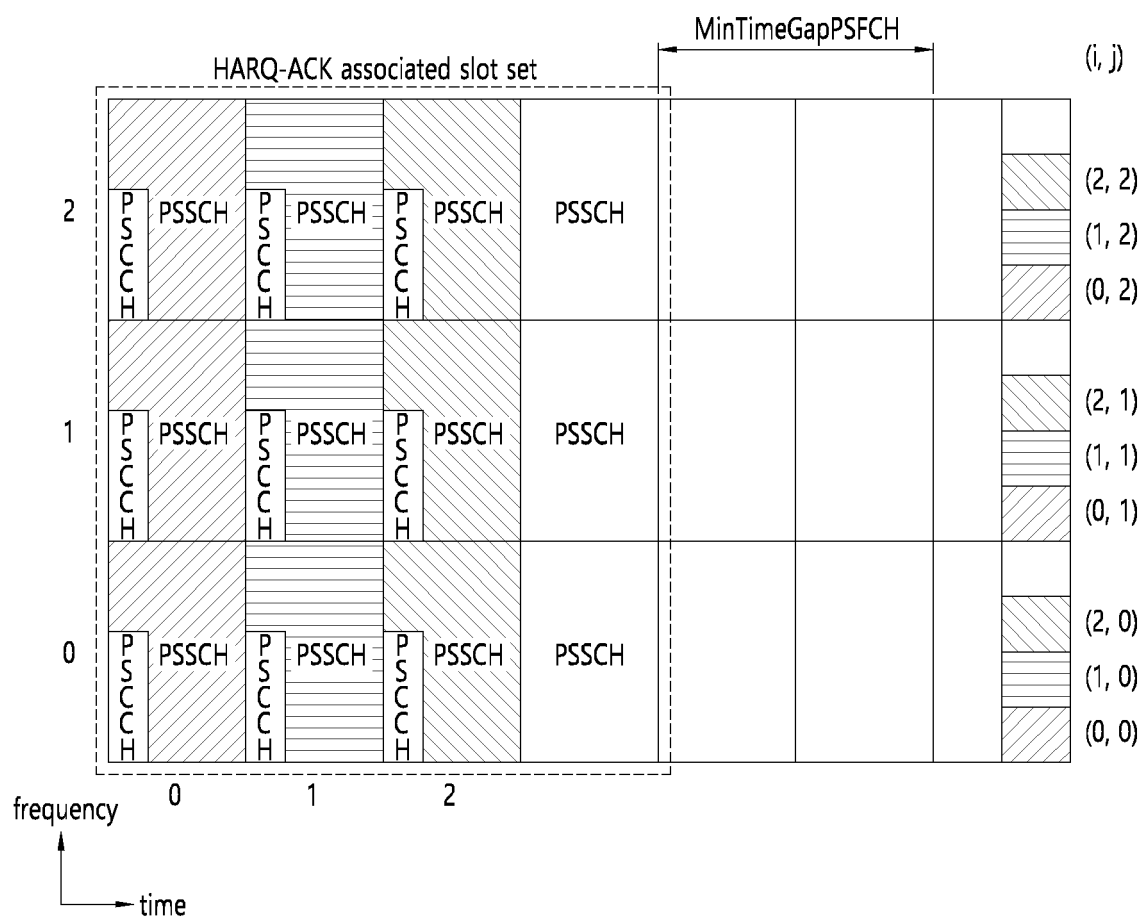 MinTimeGapPSFCH
HARQ-ACK associated slot set
(i, j)
2
PSCCH
PSSCH
PSCCH
PSSCH
PSCCH
PSSCH
PSSCH
(2, 2)
(1, 2)
(0, 2)
1
PSCCH
PSSCH
PSCCH
PSSCH
PSCCH
PSSCH
PSSCH
(2, 1)
(1, 1)
(0, 1)
0
PSCCH
PSSCH
PSCCH
PSSCH
PSCCH
PSSCH
PSSCH
(2, 0)
(1, 0)
(0, 0)
0
1
2
frequency
time